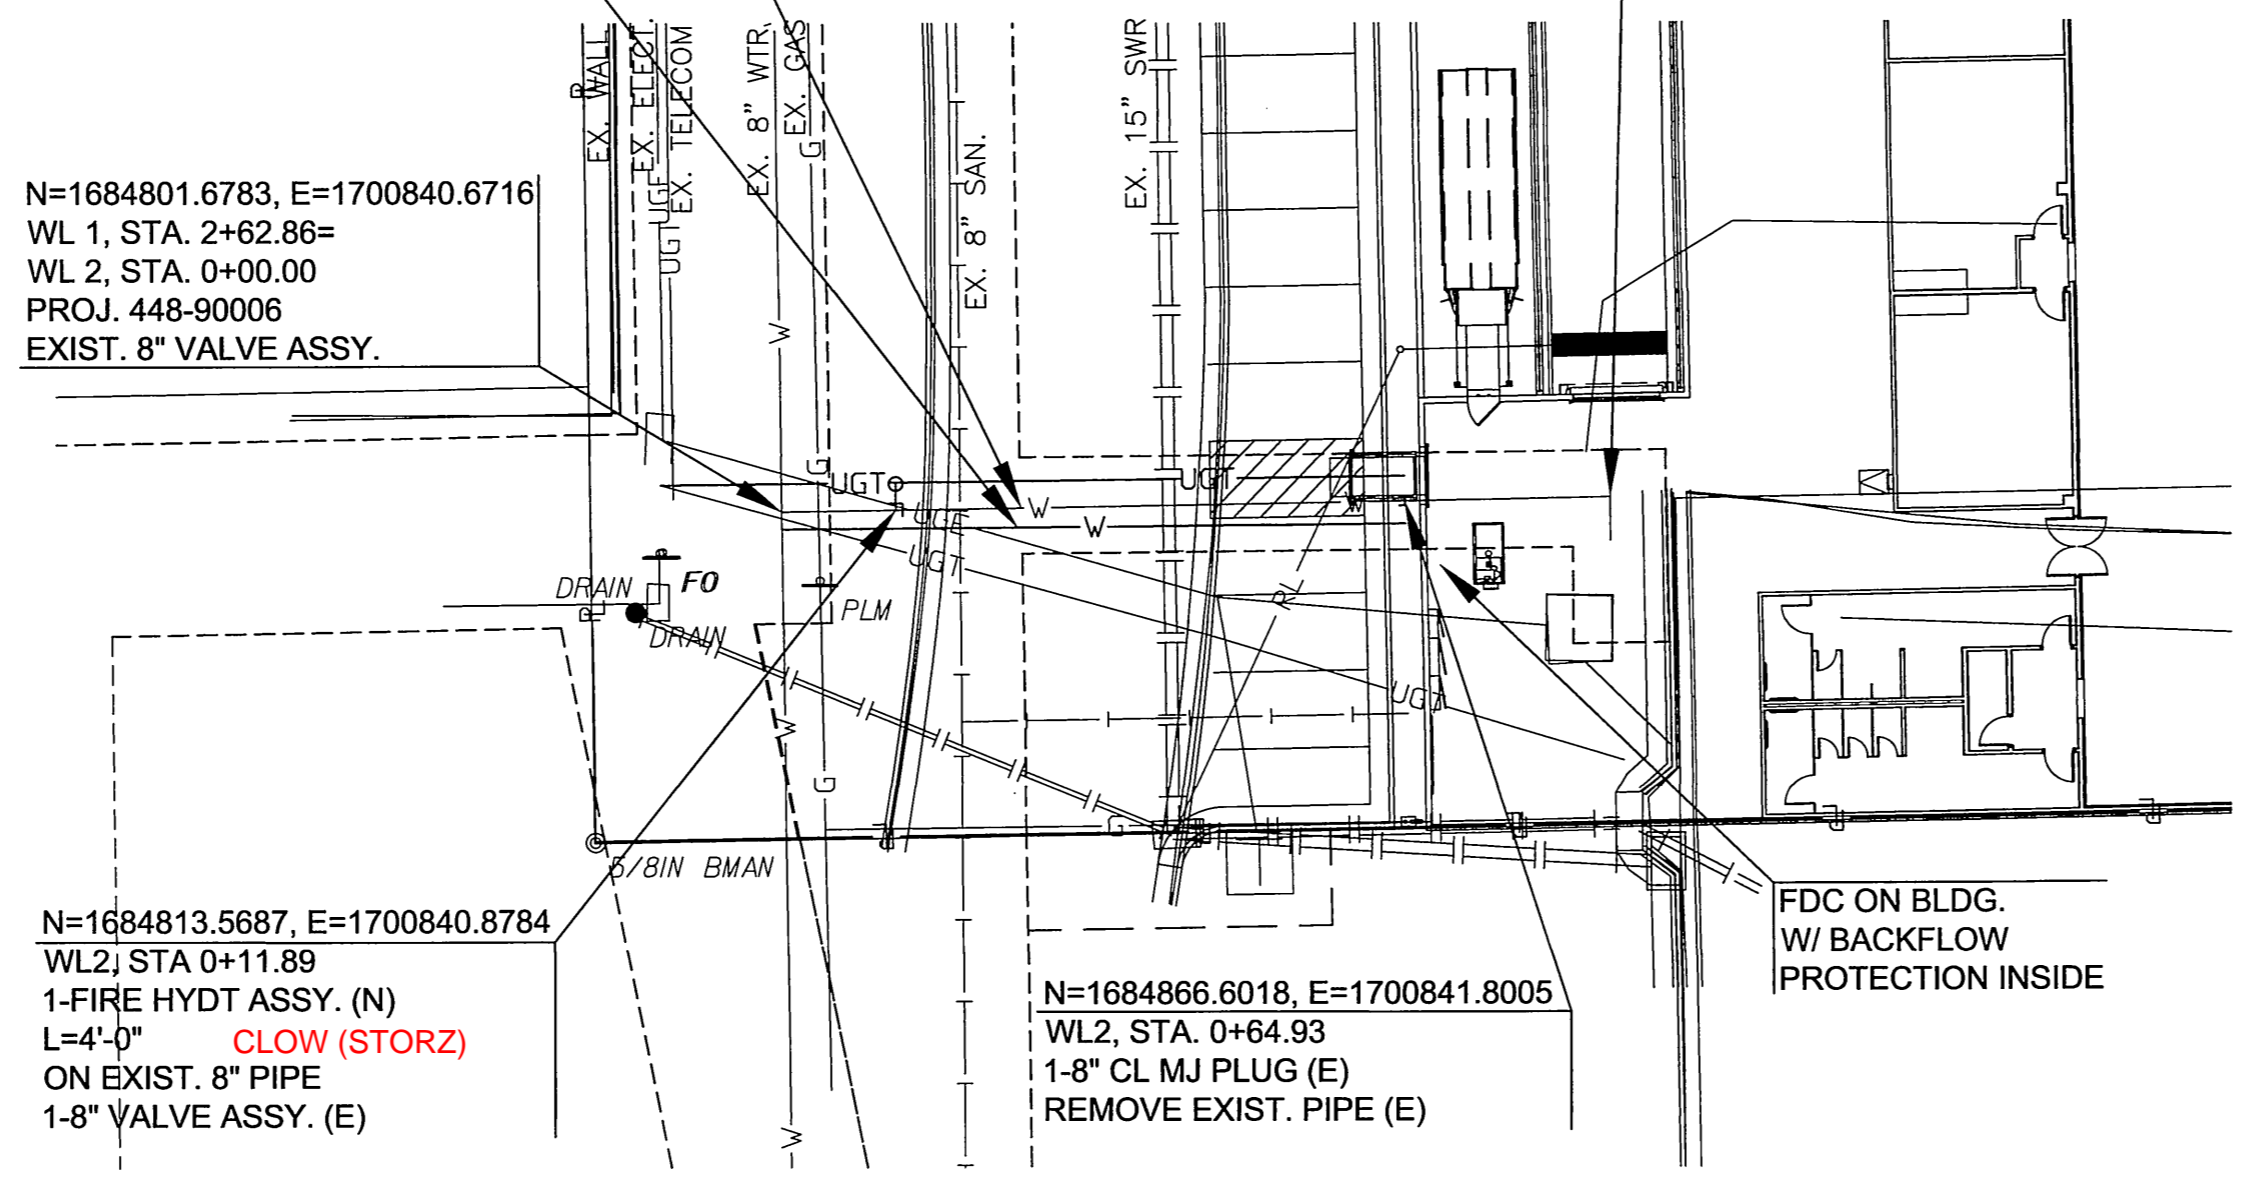 EX. WALL
EX. ELECT.
EX. TELECOM
EX. 8" WTR.
EX. GAS
EX. 8" SAN.
EX. 15" SWR
UGE
UGT
G
W
N=1684801.6783, E=1700840.6716
WL 1, STA. 2+62.86=
WL 2, STA. 0+00.00
PROJ. 448-90006
EXIST. 8" VALVE ASSY.
G
UGT
UGT
W
W
W
UGE
UGT
DRAIN
FO
DRAIN
PLM
UGT
W
G
5/8IN BMAN
W
N=1684813.5687, E=1700840.8784
WL2, STA 0+11.89
1-FIRE HYDT ASSY. (N)
L=4'-0" CLOW (STORZ)
ON EXIST. 8" PIPE
1-8" VALVE ASSY. (E)
N=1684866.6018, E=1700841.8005
WL2, STA. 0+64.93
1-8" CL MJ PLUG (E)
REMOVE EXIST. PIPE (E)
FDC ON BLDG.
W/ BACKFLOW
PROTECTION INSIDE